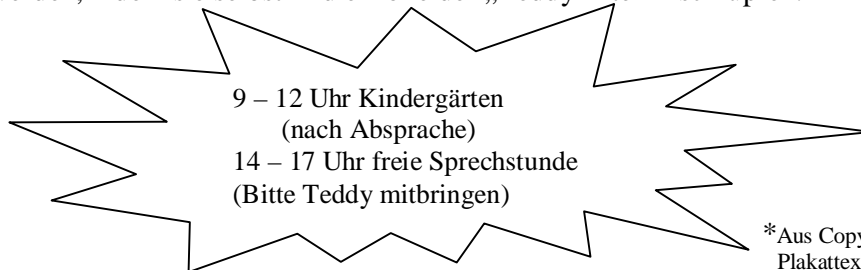 9 – 12 Uhr Kindergärten
(nach Absprache)
14 – 17 Uhr freie Sprechstunde
(Bitte Teddy mitbringen)
*Aus Copy
Plakattex